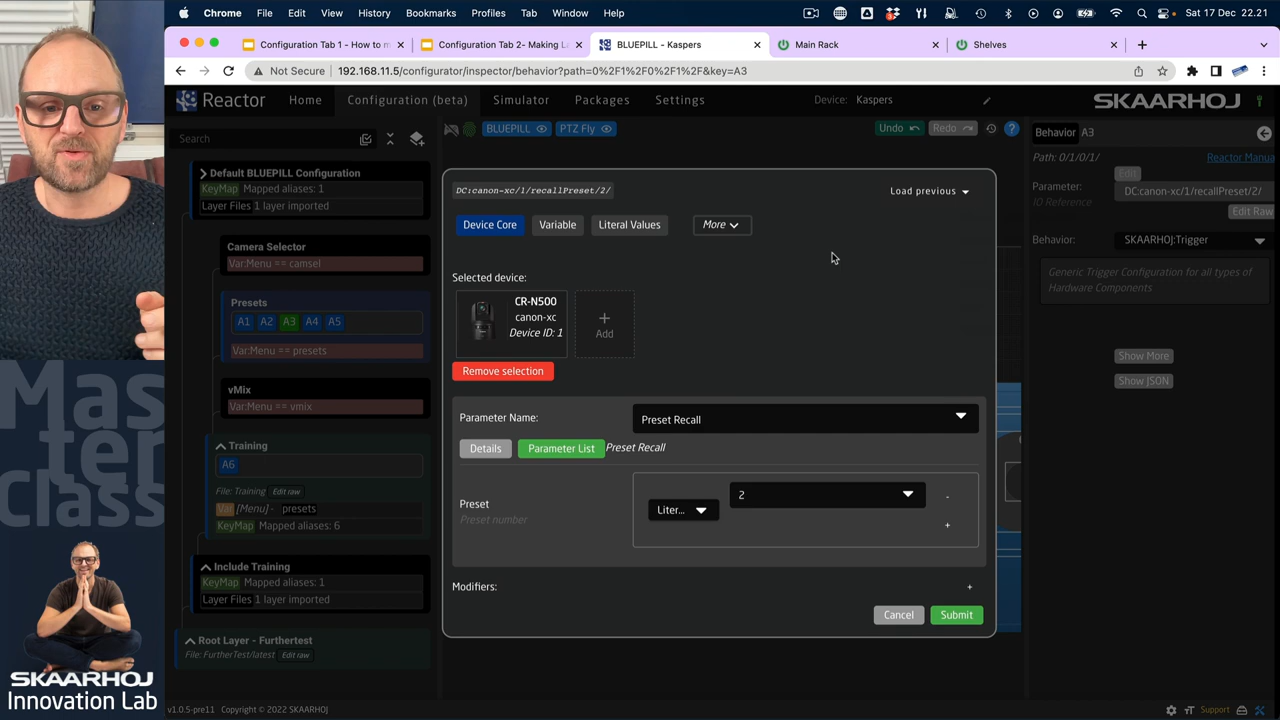 Chrome File Edit View History Bookmarks Profiles Tab Window Help Sat 17 Dec 22.21
Configuration Tab 1 - How to m
Configuration Tab 2- Making L
BLUEPILL - Kaspers
Main Rack
Shelves
Not Secure 192.168.11.5/configurator/inspector/behavior?path=0%2F1%2F0%2F1%2F&key=A3
Reactor Home Configuration (beta) Simulator Packages Settings Device: Kaspers SKAARHOJ
Search
BLUEPILL PTZ Fly Undo Redo
Behavior A3
Path: 0/1/0/1/ Reactor Manua
Edit
Parameter: DC:canon-xc/1/recallPreset/2/
IO Reference
Edit Raw
Behavior: SKAARHOJ:Trigger
Generic Trigger Configuration for all types of
Hardware Components
Show More
Show JSON
Default BLUEPILL Configuration
KeyMap Mapped aliases: 1
Layer Files 1 layer imported
Camera Selector
Var:Menu == camsel
Presets
A1 A2 A3 A4 A5
Var:Menu == presets
vMix
Var:Menu == vmix
Training
A6
File: Training Edit raw
Var [Menu] - presets
KeyMap Mapped aliases: 6
Include Training
KeyMap Mapped aliases: 1
Layer Files 1 layer imported
Root Layer - Furthertest
File: FurtherTest/latest Edit raw
DC:canon-xc/1/recallPreset/2/
Load previous
Device Core Variable Literal Values More
Selected device:
CR-N500
canon-xc
Device ID: 1
+
Add
Remove selection
Parameter Name: Preset Recall
Details Parameter List Preset Recall
Preset
Preset number
Liter... 2 -
+
Modifiers: +
Cancel Submit
v1.0.5-pre11 Copyright © 2022 SKAARHOJ
Support
Mas
ter
Class
SKAARHOJ
Innovation Lab